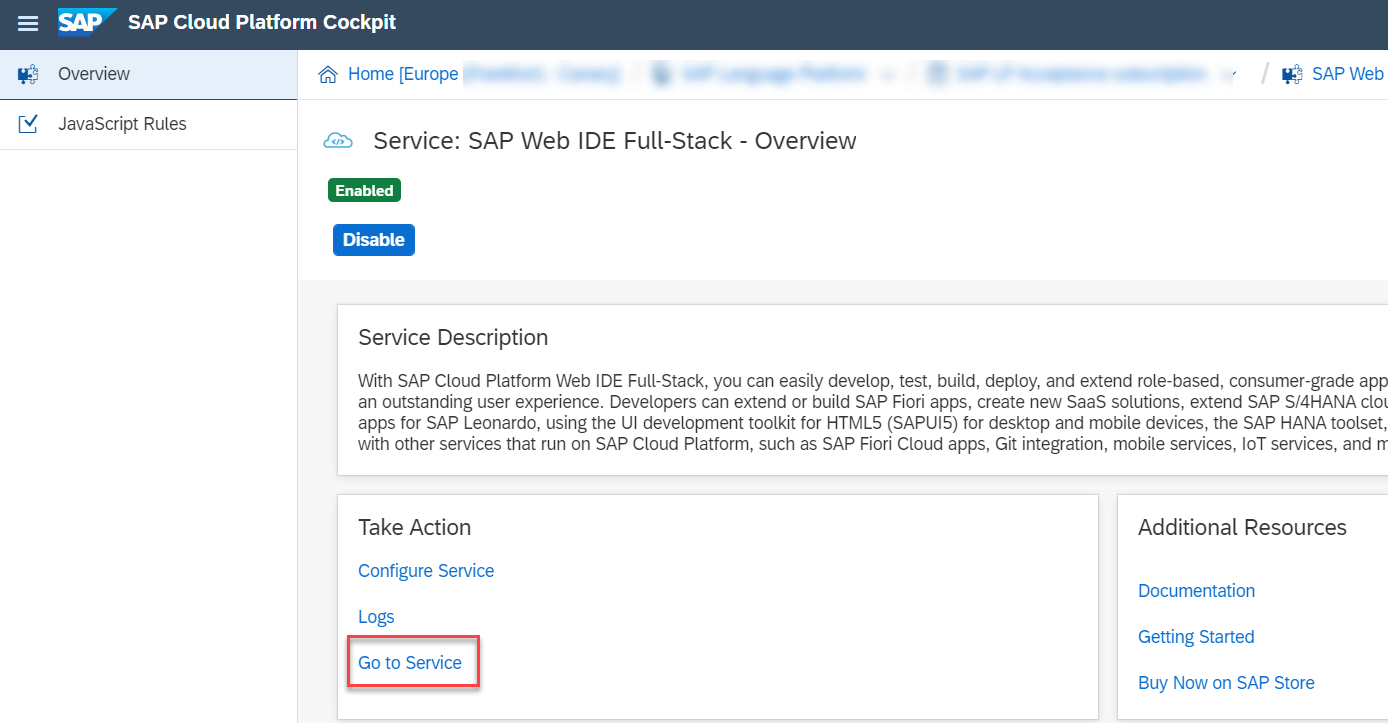 SAP SAP Cloud Platform Cockpit
Overview
JavaScript Rules
Home [Europe
/ SAP Web
Service: SAP Web IDE Full-Stack - Overview
Enabled
Disable
Service Description
With SAP Cloud Platform Web IDE Full-Stack, you can easily develop, test, build, deploy, and extend role-based, consumer-grade app
an outstanding user experience. Developers can extend or build SAP Fiori apps, create new SaaS solutions, extend SAP S/4HANA clou
apps for SAP Leonardo, using the UI development toolkit for HTML5 (SAPUI5) for desktop and mobile devices, the SAP HANA toolset,
with other services that run on SAP Cloud Platform, such as SAP Fiori Cloud apps, Git integration, mobile services, IoT services, and m
Take Action
Configure Service
Logs
Go to Service
Additional Resources
Documentation
Getting Started
Buy Now on SAP Store